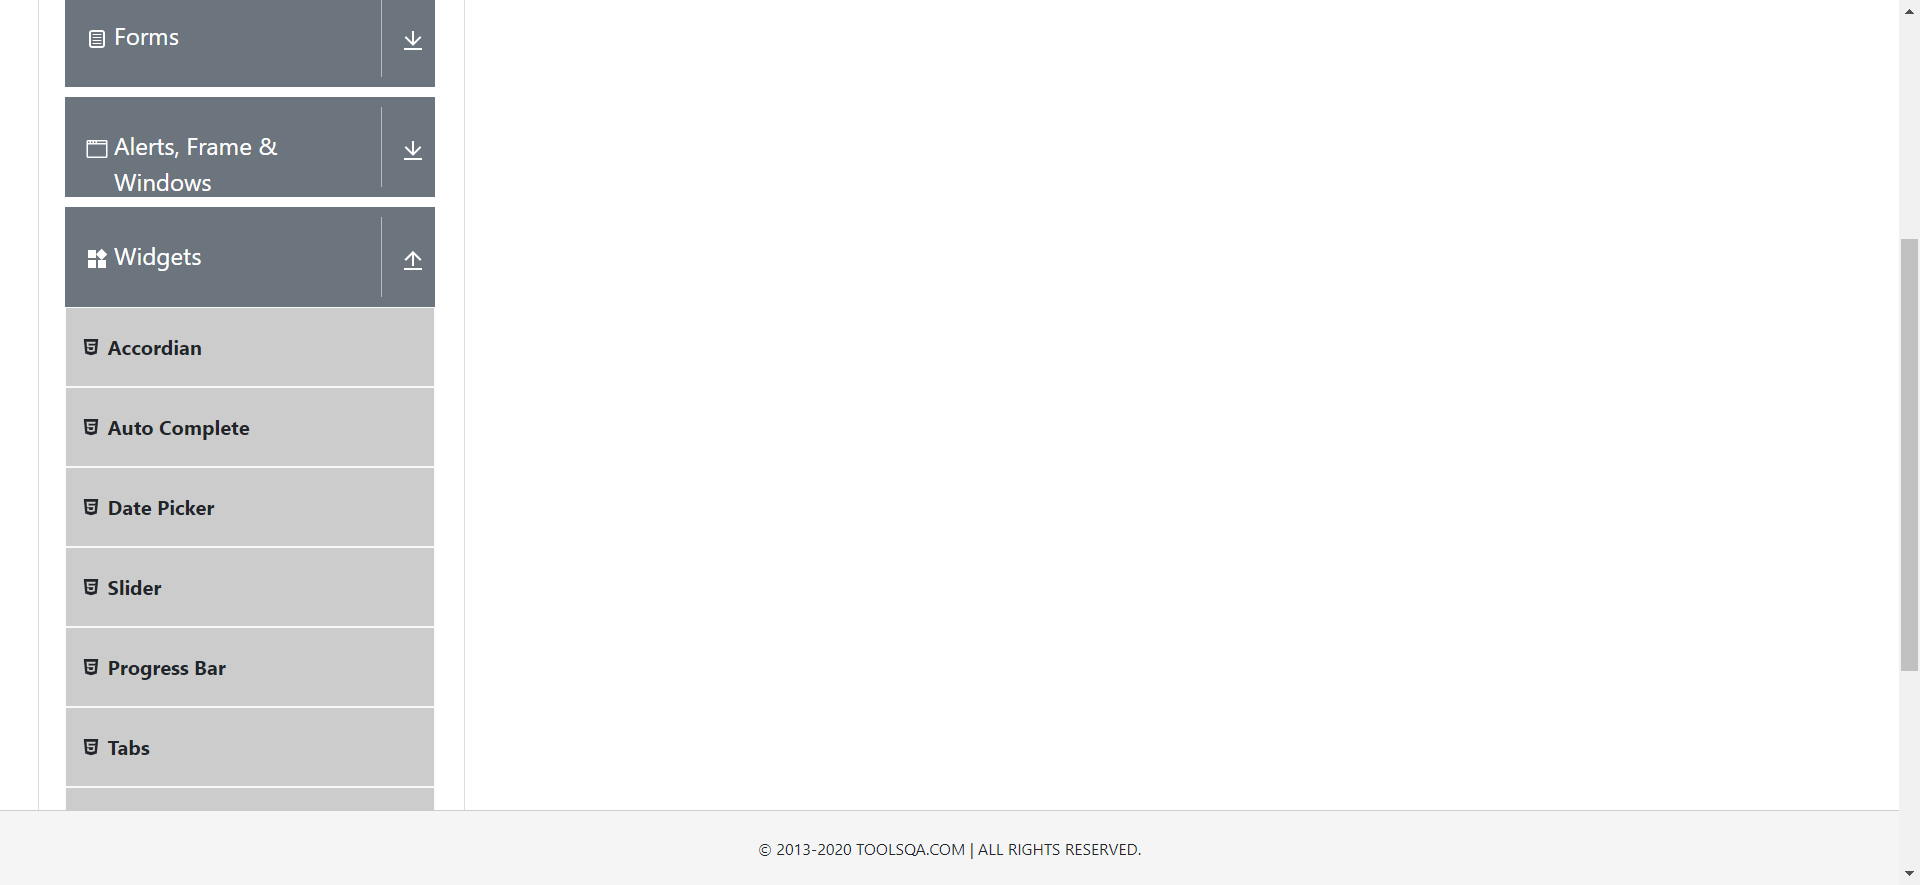 Forms
Alerts, Frame &
Windows
Widgets
Accordian
Auto Complete
Date Picker
Slider
Progress Bar
Tabs
© 2013-2020 TOOLSQA.COM | ALL RIGHTS RESERVED.